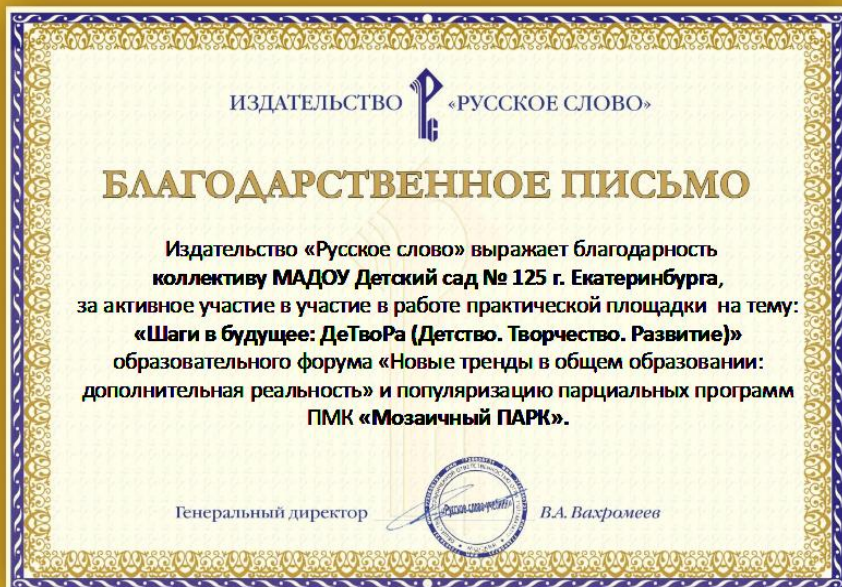 ИЗДАТЕЛЬСТВО РС «РУССКОЕ СЛОВО»
БЛАГОДАРСТВЕННОЕ ПИСЬМО
Издательство «Русское слово» выражает благодарность
коллективу МАДОУ Детский сад № 125 г. Екатеринбурга,
за активное участие в участие в работе практической площадки на тему:
«Шаги в будущее: ДеТвоРа (Детство. Творчество. Развитие)»
образовательного форума «Новые тренды в общем образовании:
дополнительная реальность» и популяризацию парциальных программ
ПМК «Мозаичный ПАРК».
Генеральный директор В.А. Вахромеев
«Русское слово-учебник»